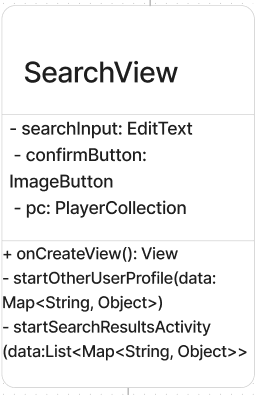 SearchView
- searchInput: EditText
- confirmButton:
ImageButton
- pc: PlayerCollection
+ onCreateView(): View
- startOtherUserProfile(data:
Map<String, Object>)
- startSearchResultsActivity
(data:List<Map<String, Object>>